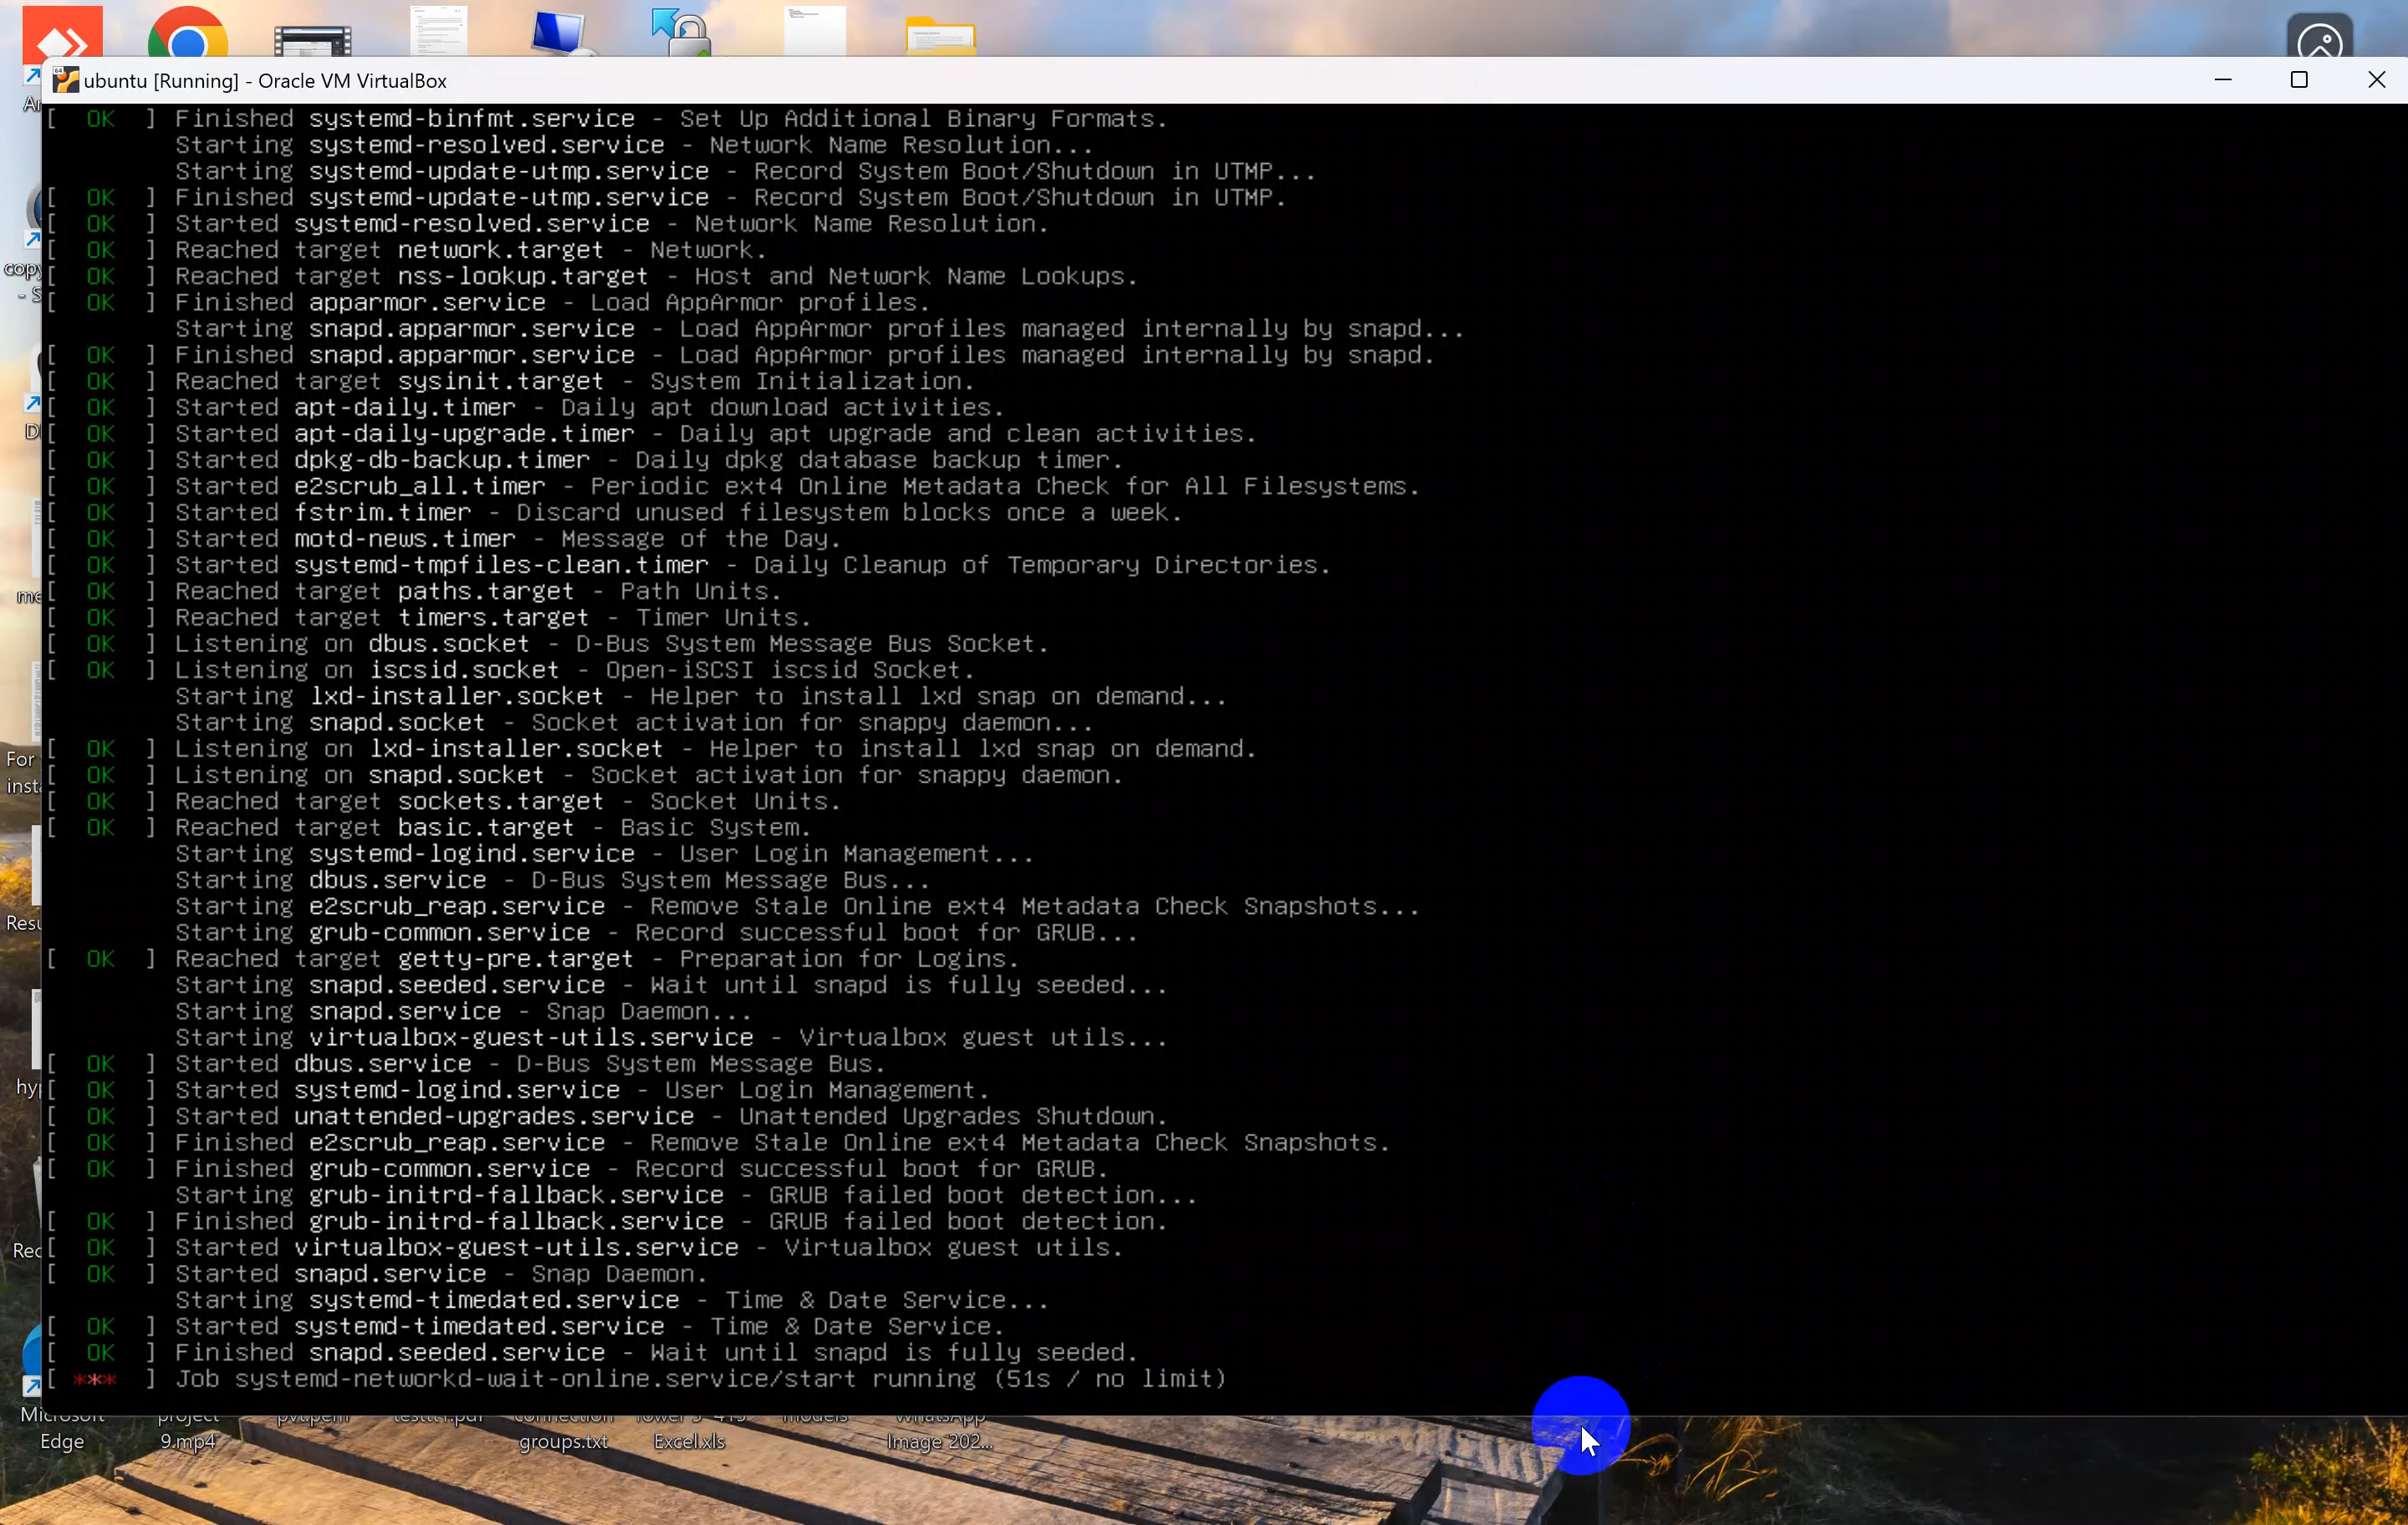 ubuntu [Running] - Oracle VM VirtualBox
[  OK  ] Finished systemd-binfmt.service - Set Up Additional Binary Formats.
Starting systemd-resolved.service - Network Name Resolution...
Starting systemd-update-utmp.service - Record System Boot/Shutdown in UTMP...
[  OK  ] Finished systemd-update-utmp.service - Record System Boot/Shutdown in UTMP.
[  OK  ] Started systemd-resolved.service - Network Name Resolution.
[  OK  ] Reached target network.target - Network.
[  OK  ] Reached target nss-lookup.target - Host and Network Name Lookups.
[  OK  ] Finished apparmor.service - Load AppArmor profiles.
Starting snapd.apparmor.service - Load AppArmor profiles managed internally by snapd...
[  OK  ] Finished snapd.apparmor.service - Load AppArmor profiles managed internally by snapd.
[  OK  ] Reached target sysinit.target - System Initialization.
[  OK  ] Started apt-daily.timer - Daily apt download activities.
[  OK  ] Started apt-daily-upgrade.timer - Daily apt upgrade and clean activities.
[  OK  ] Started dpkg-db-backup.timer - Daily dpkg database backup timer.
[  OK  ] Started e2scrub_all.timer - Periodic ext4 Online Metadata Check for All Filesystems.
[  OK  ] Started fstrim.timer - Discard unused filesystem blocks once a week.
[  OK  ] Started motd-news.timer - Message of the Day.
[  OK  ] Started systemd-tmpfiles-clean.timer - Daily Cleanup of Temporary Directories.
[  OK  ] Reached target paths.target - Path Units.
[  OK  ] Reached target timers.target - Timer Units.
[  OK  ] Listening on dbus.socket - D-Bus System Message Bus Socket.
[  OK  ] Listening on iscsid.socket - Open-iSCSI iscsid Socket.
Starting lxd-installer.socket - Helper to install lxd snap on demand...
Starting snapd.socket - Socket activation for snappy daemon...
[  OK  ] Listening on lxd-installer.socket - Helper to install lxd snap on demand.
[  OK  ] Listening on snapd.socket - Socket activation for snappy daemon.
[  OK  ] Reached target sockets.target - Socket Units.
[  OK  ] Reached target basic.target - Basic System.
Starting systemd-logind.service - User Login Management...
Starting dbus.service - D-Bus System Message Bus...
Starting e2scrub_reap.service - Remove Stale Online ext4 Metadata Check Snapshots...
Starting grub-common.service - Record successful boot for GRUB...
[  OK  ] Reached target getty-pre.target - Preparation for Logins.
Starting snapd.seeded.service - Wait until snapd is fully seeded...
Starting snapd.service - Snap Daemon...
Starting virtualbox-guest-utils.service - Virtualbox guest utils...
[  OK  ] Started dbus.service - D-Bus System Message Bus.
[  OK  ] Started systemd-logind.service - User Login Management.
[  OK  ] Started unattended-upgrades.service - Unattended Upgrades Shutdown.
[  OK  ] Finished e2scrub_reap.service - Remove Stale Online ext4 Metadata Check Snapshots.
[  OK  ] Finished grub-common.service - Record successful boot for GRUB.
Starting grub-initrd-fallback.service - GRUB failed boot detection...
[  OK  ] Finished grub-initrd-fallback.service - GRUB failed boot detection.
[  OK  ] Started virtualbox-guest-utils.service - Virtualbox guest utils.
[  OK  ] Started snapd.service - Snap Daemon.
Starting systemd-timedated.service - Time & Date Service...
[  OK  ] Started systemd-timedated.service - Time & Date Service.
[  OK  ] Finished snapd.seeded.service - Wait until snapd is fully seeded.
[ *** ] Job systemd-networkd-wait-online.service/start running (51s / no limit)
copy
- S
me
For
inst
Resu
hyp
Rec
Microsoft
Edge
project
9.mp4
groups.txt
Excel.xls
models
WhatsApp
Image 202...